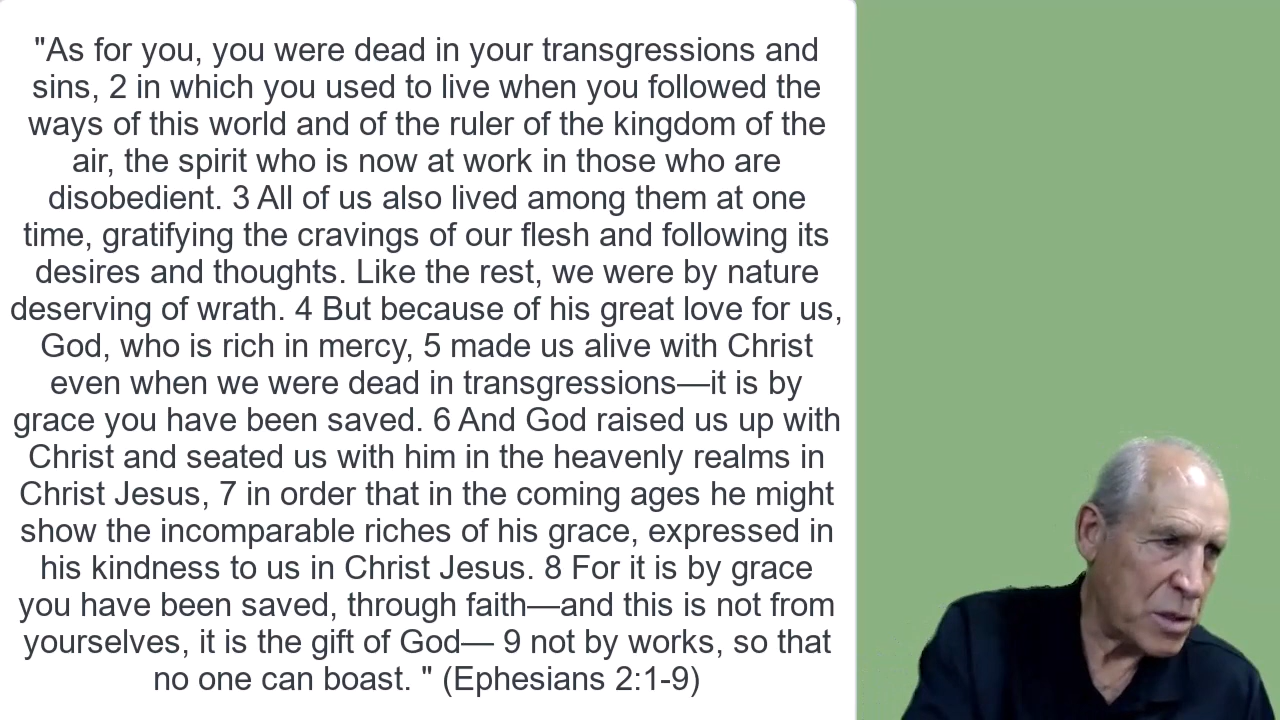 "As for you, you were dead in your transgressions and
sins, 2 in which you used to live when you followed the
ways of this world and of the ruler of the kingdom of the
air, the spirit who is now at work in those who are
disobedient. 3 All of us also lived among them at one
time, gratifying the cravings of our flesh and following its
desires and thoughts. Like the rest, we were by nature
deserving of wrath. 4 But because of his great love for us,
God, who is rich in mercy, 5 made us alive with Christ
even when we were dead in transgressions—it is by
grace you have been saved. 6 And God raised us up with
Christ and seated us with him in the heavenly realms in
Christ Jesus, 7 in order that in the coming ages he might
show the incomparable riches of his grace, expressed in
his kindness to us in Christ Jesus. 8 For it is by grace
you have been saved, through faith—and this is not from
yourselves, it is the gift of God— 9 not by works, so that
no one can boast. " (Ephesians 2:1-9)